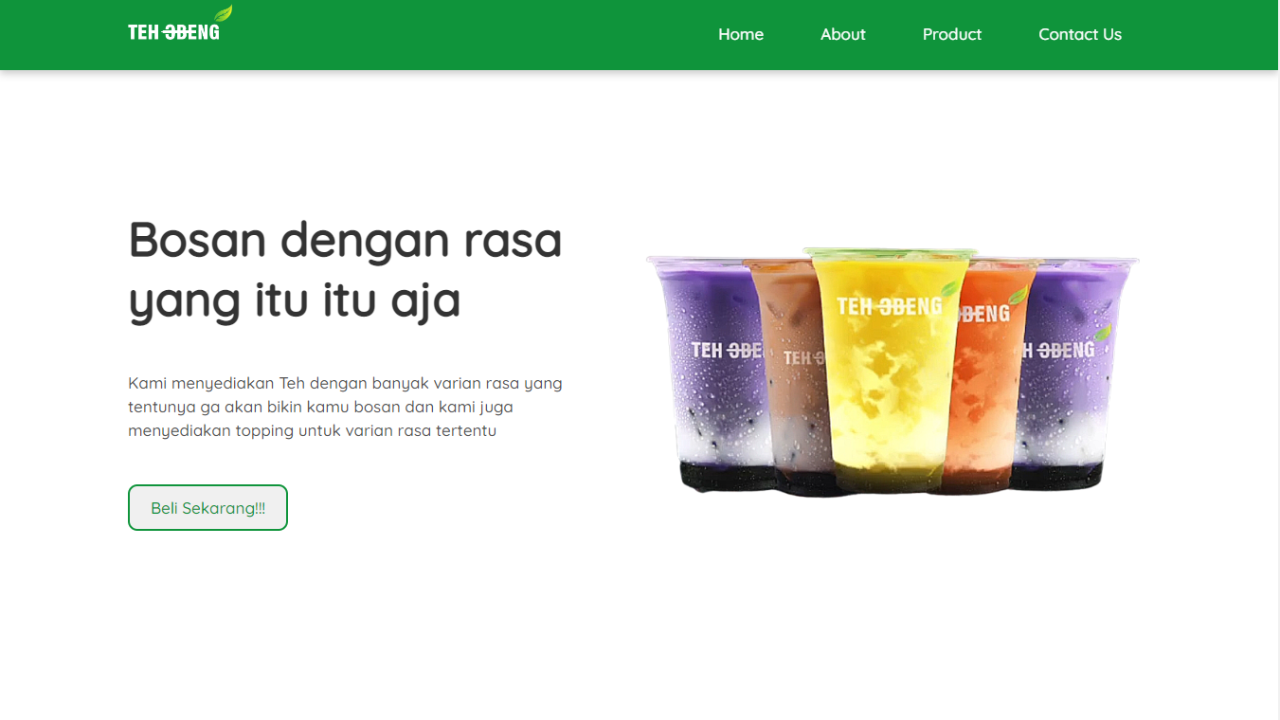 TEH OBENG
Home
About
Product
Contact Us
Bosan dengan rasa
yang itu itu aja
Kami menyediakan Teh dengan banyak varian rasa yang
tentunya ga akan bikin kamu bosan dan kami juga
menyediakan topping untuk varian rasa tertentu
Beli Sekarang!!!
TEH OBE
TEH O
TEH OBENG
OBENG
H OBENG